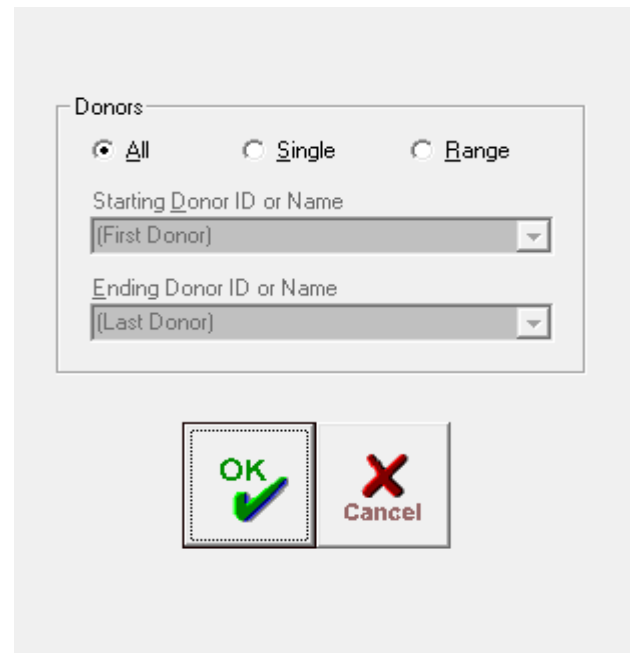 Donors
All Single Range
Starting Donor ID or Name
(First Donor)
Ending Donor ID or Name
(Last Donor)
OK
Cancel